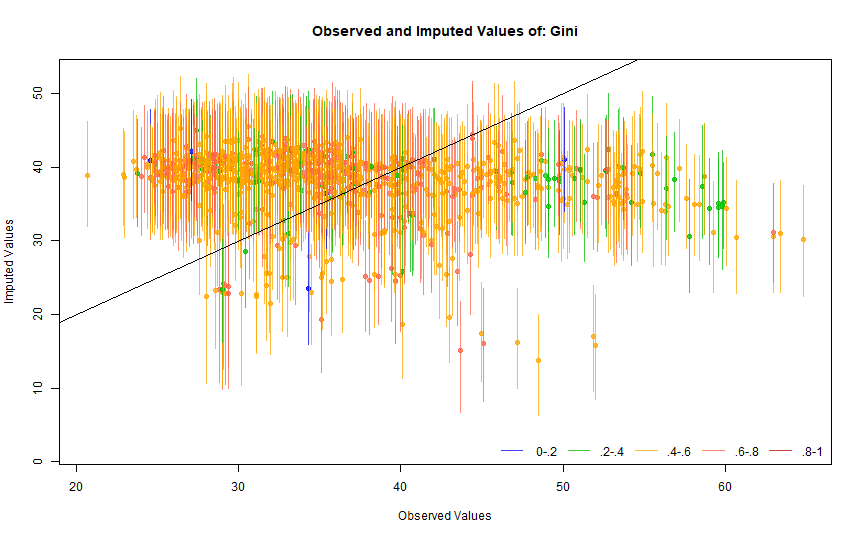 Observed and Imputed Values of: Gini
Imputed Values
50
40
30
20
10
0
0-.2 .2-.4 .4-.6 .6-.8 .8-1
20 30 40 50 60
Observed Values